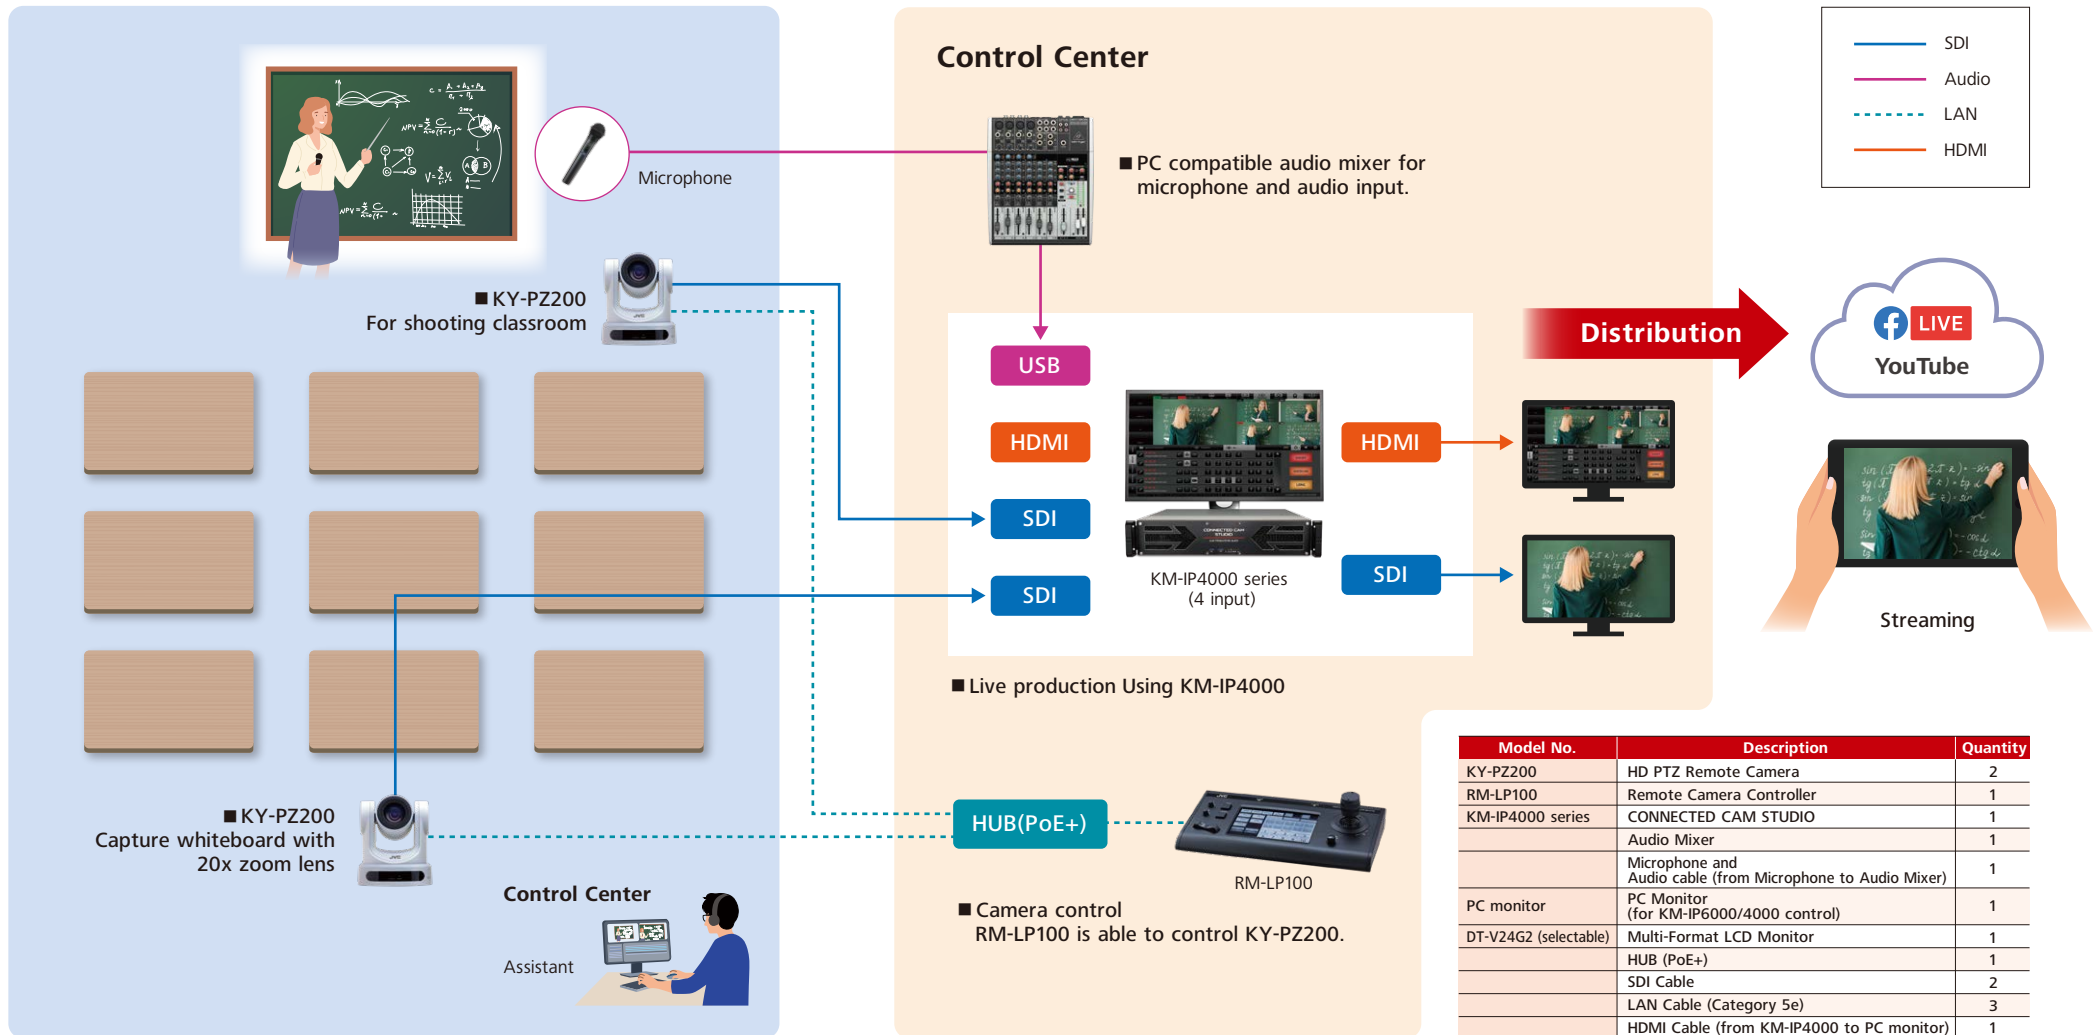 Control Center
SDI
Audio
LAN
HDMI
Microphone
■ PC compatible audio mixer for
microphone and audio input.
■ KY-PZ200
For shooting classroom
USB
HDMI
SDI
SDI
CONNECTED CAM
STUDIO
KM-IP4000 series
(4 input)
HDMI
SDI
■ Live production Using KM-IP4000
Distribution
LIVE
YouTube
Streaming
■ KY-PZ200
Capture whiteboard with
20x zoom lens
Control Center
Assistant
HUB(PoE+)
RM-LP100
■ Camera control
RM-LP100 is able to control KY-PZ200.
Model No. Description Quantity
KY-PZ200 HD PTZ Remote Camera 2
RM-LP100 Remote Camera Controller 1
KM-IP4000 series CONNECTED CAM STUDIO 1
Audio Mixer 1
Microphone and
Audio cable (from Microphone to Audio Mixer) 1
PC monitor PC Monitor
(for KM-IP6000/4000 control) 1
DT-V24G2 (selectable) Multi-Format LCD Monitor 1
HUB (PoE+) 1
SDI Cable 2
LAN Cable (Category 5e) 3
HDMI Cable (from KM-IP4000 to PC monitor) 1